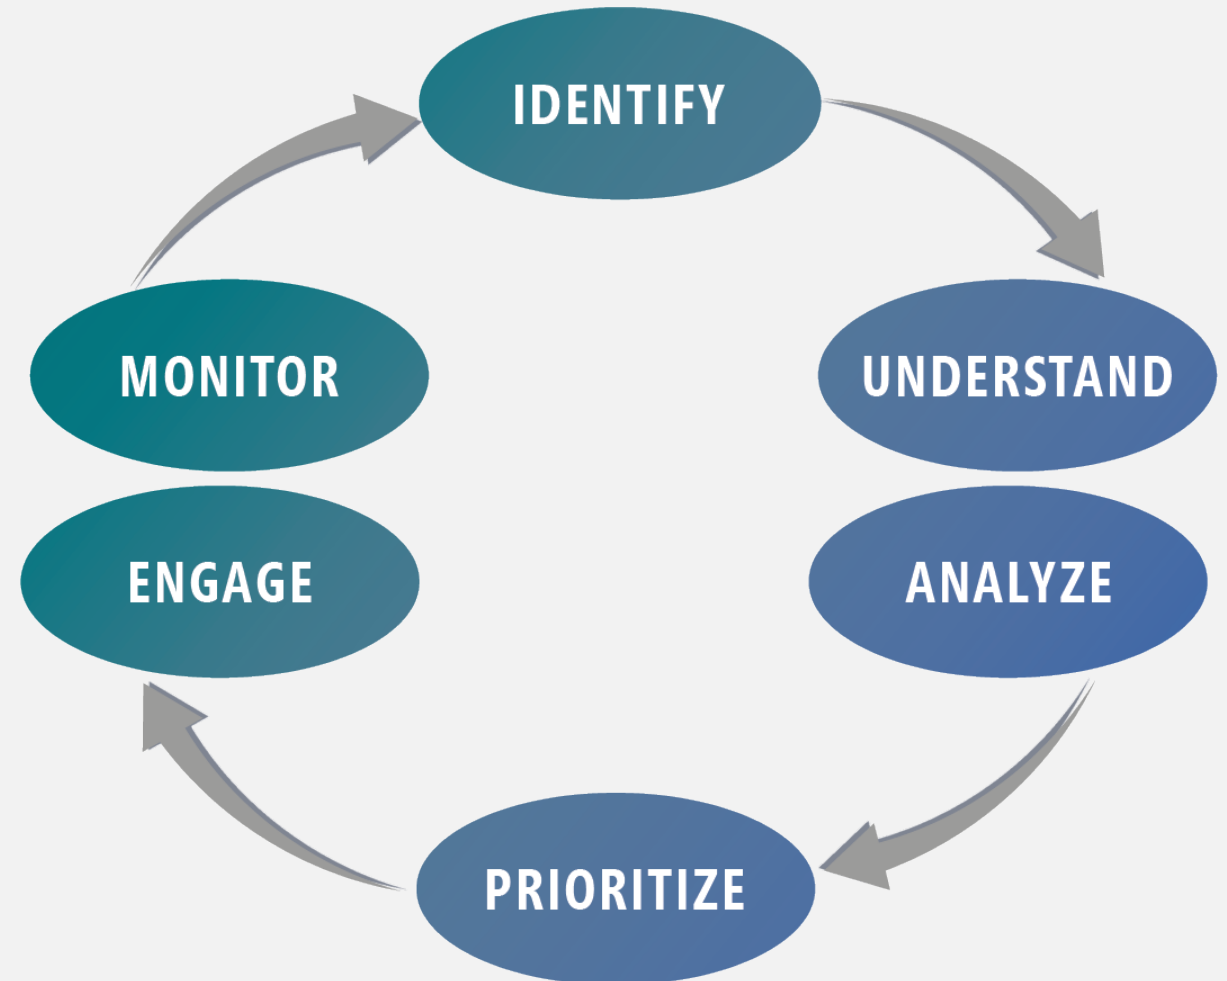 IDENTIFY
UNDERSTAND
ANALYZE
PRIORITIZE
ENGAGE
MONITOR